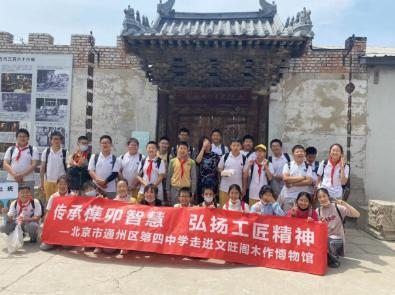 传承榫卯智慧 弘扬工匠精神
—北京市通州区第四中学走进文旺阁木作博物馆